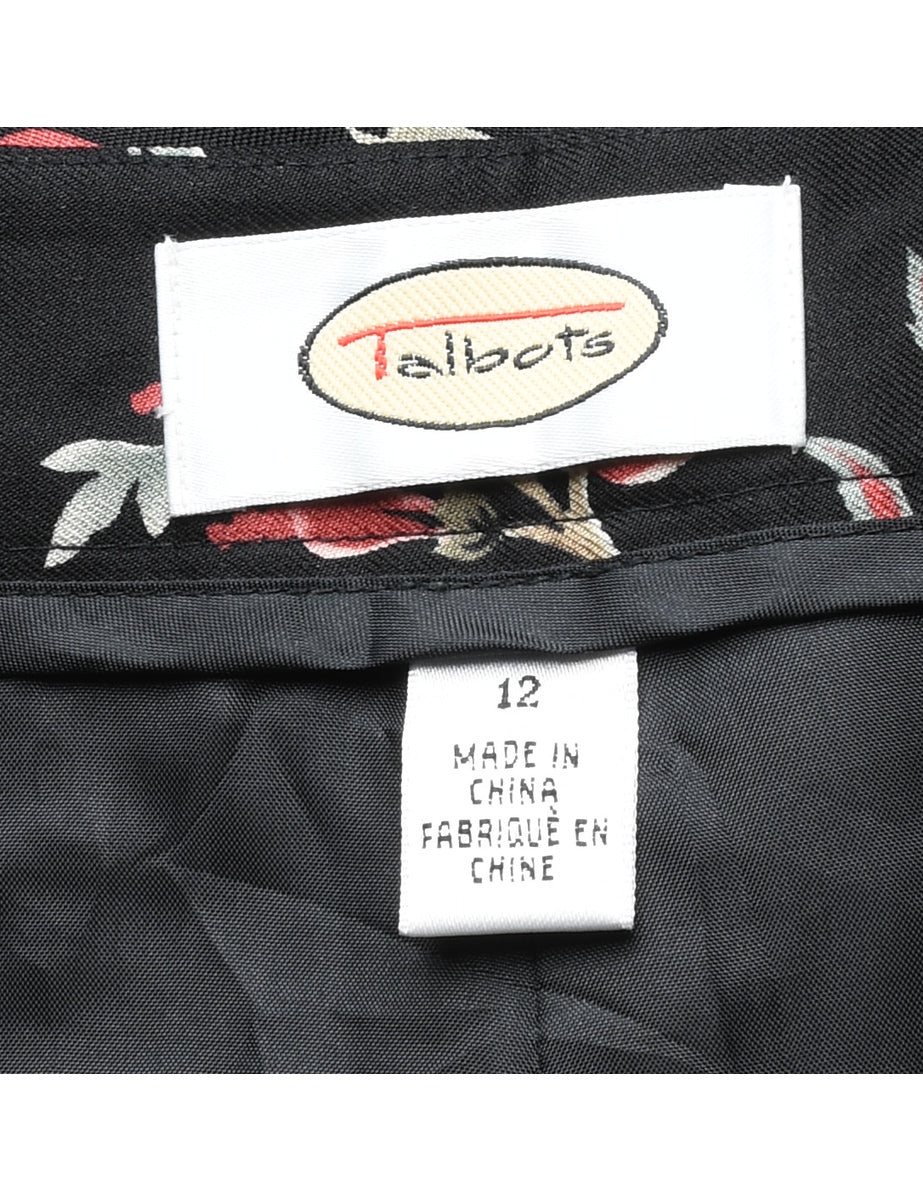 Talbots
12
MADE IN
CHINA
FABRIQUÈ EN
CHINE